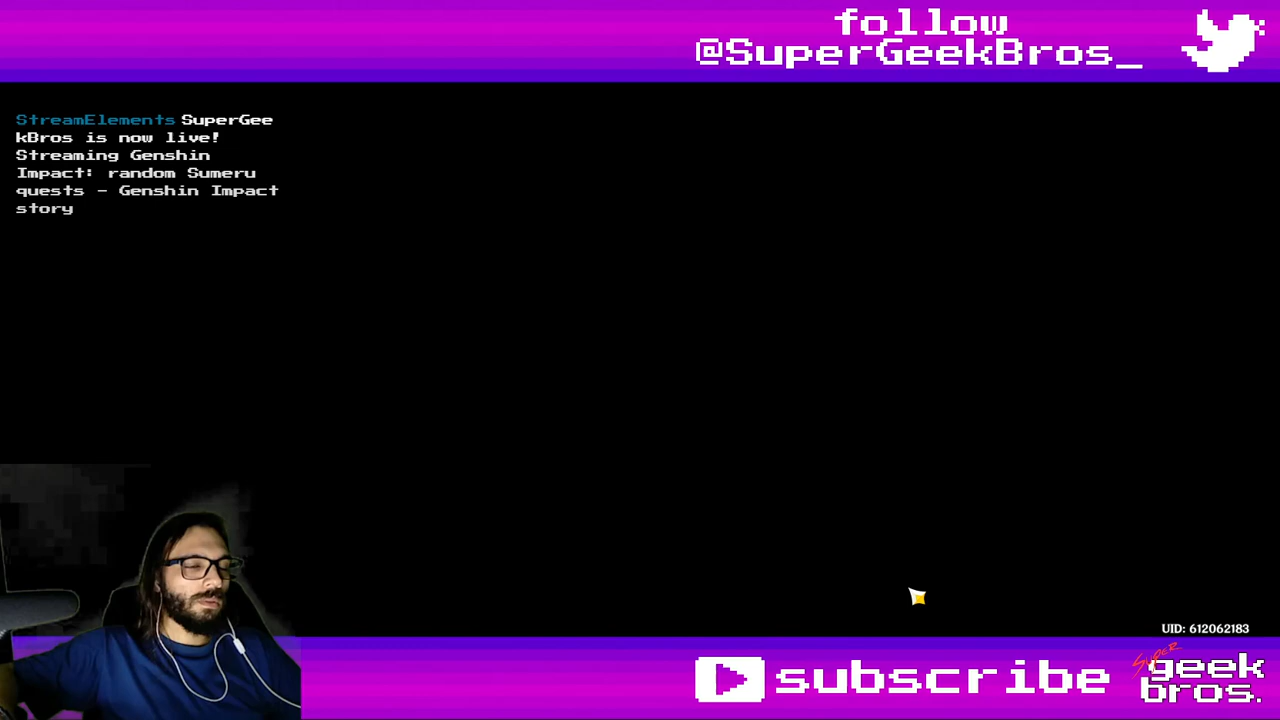 follow
@SuperGeekBros_
StreamElements SuperGee
kBros is now live!
Streaming Genshin
Impact: random Sumeru
quests - Genshin Impact
story
UID: 612062183
subscribe
SUPER
geek
bros.